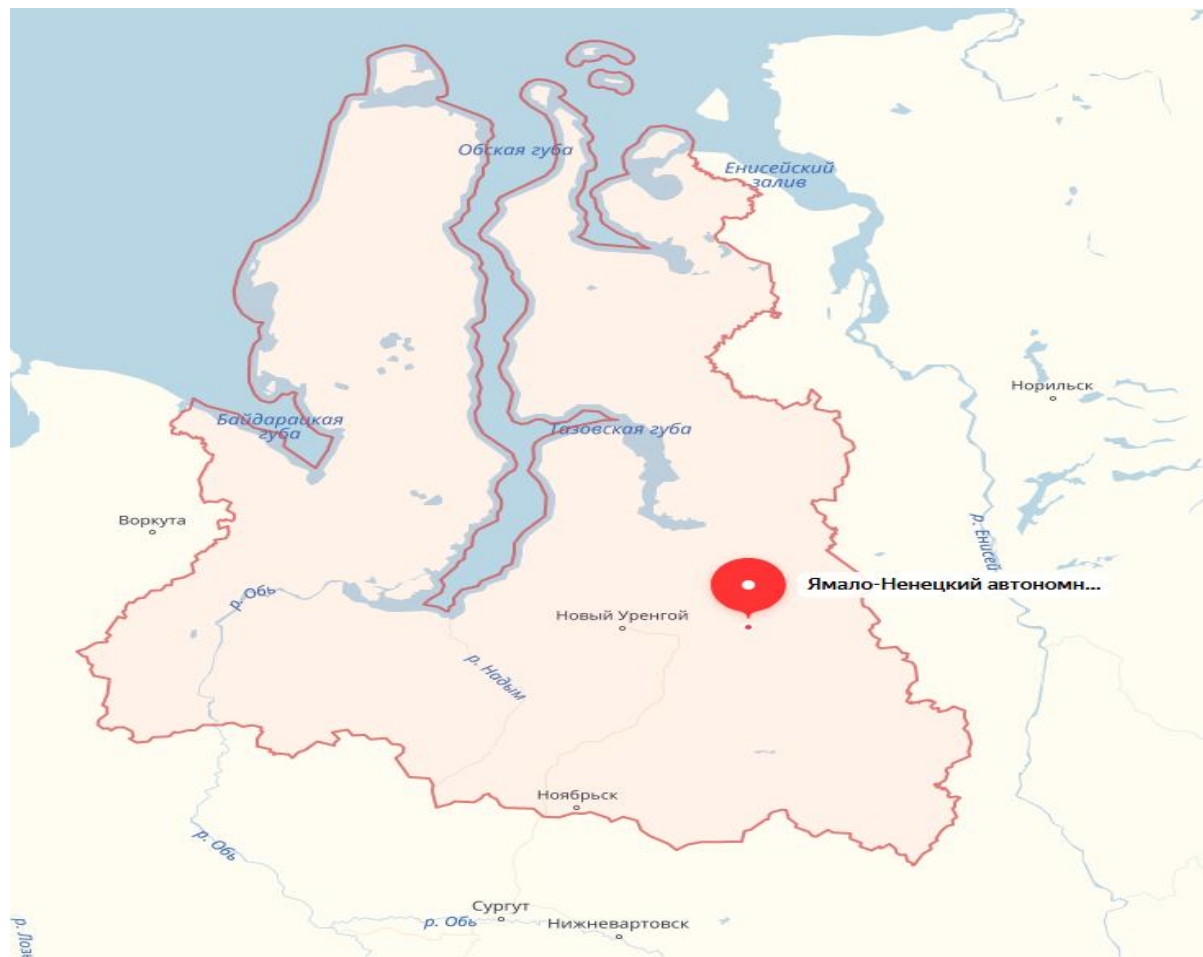 Обская губа
Енисейский
залив
Норильск
Байдарацкая
губа
Тазовская губа
Воркута
р. Енисей
Ямало-Ненецкий автономн...
р. Обь
Новый Уренгой
р. Надым
Ноябрьск
р. Обь
Сургут
р. Обь
Нижневартовск